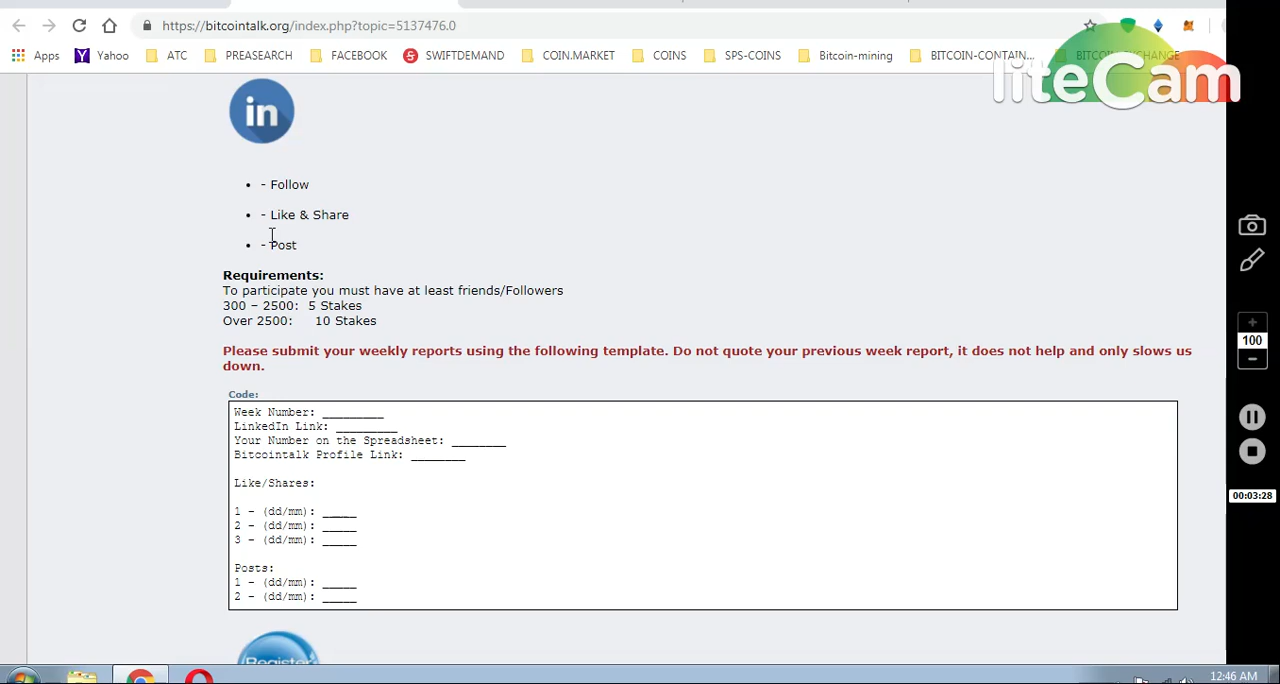 https://bitcointalk.org/index.php?topic=5137476.0
Apps Yahoo ATC PREASEARCH FACEBOOK SWIFTDEMAND COIN.MARKET COINS SPS-COINS Bitcoin-mining BITCOIN-CONTAIN...
liteCam
in
• - Follow
• - Like & Share
• - Post
Requirements:
To participate you must have at least friends/Followers
300 – 2500: 5 Stakes
Over 2500: 10 Stakes
Please submit your weekly reports using the following template. Do not quote your previous week report, it does not help and only slows us
down.
Code:
Week Number: _________
LinkedIn Link: _________
Your Number on the Spreadsheet: ________
Bitcointalk Profile Link: ________
Like/Shares:
1 - (dd/mm): _____
2 - (dd/mm): _____
3 - (dd/mm): _____
Posts:
1 - (dd/mm): _____
2 - (dd/mm): _____
Register
100
00:03:28
12:46 AM